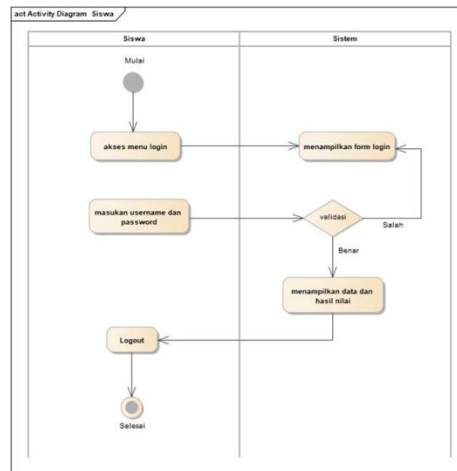 act Activity Diagram Siswa
Siswa
Sistem
Mulai
akses menu login
menampilkan form login
masukan username dan
password
validasi
Salah
Benar
menampilkan data dan
hasil nilai
Logout
Selesai